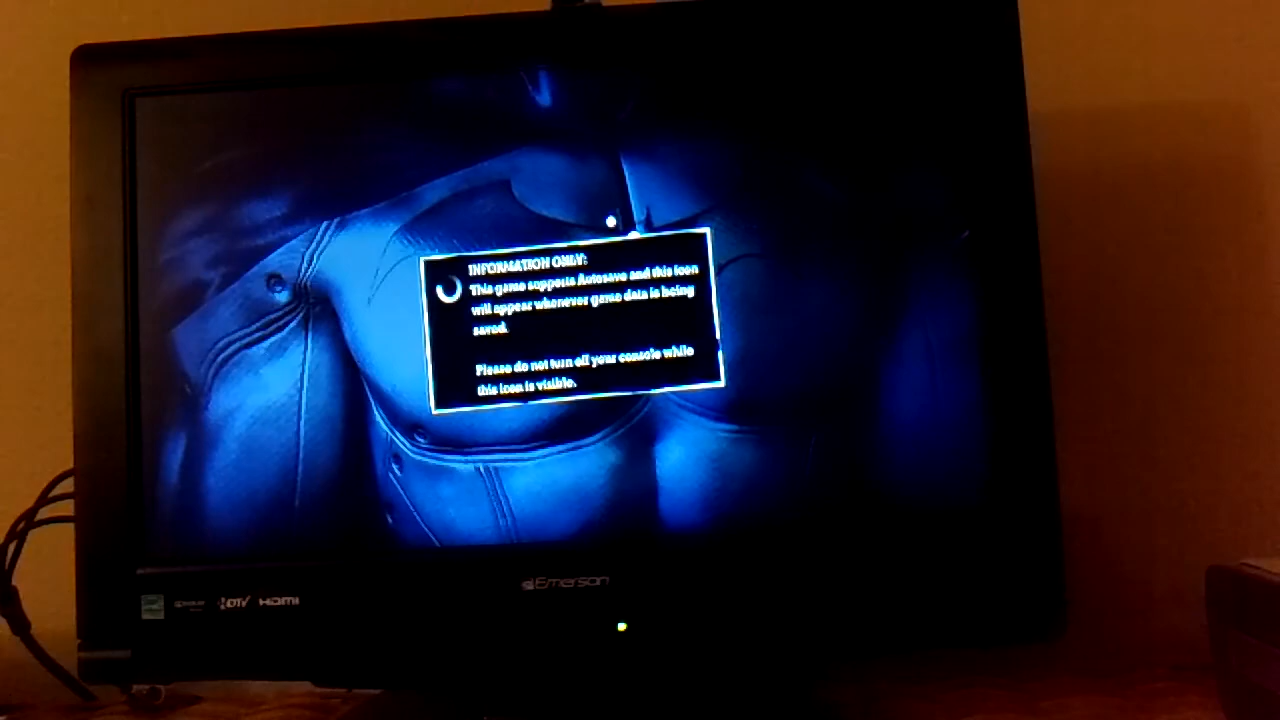 INFORMATION ONLY:
This game supports Autosave and this icon
will appear whenever game data is being
saved.
Please do not turn off your console while
this icon is visible.
Emerson
HDTV HDMI